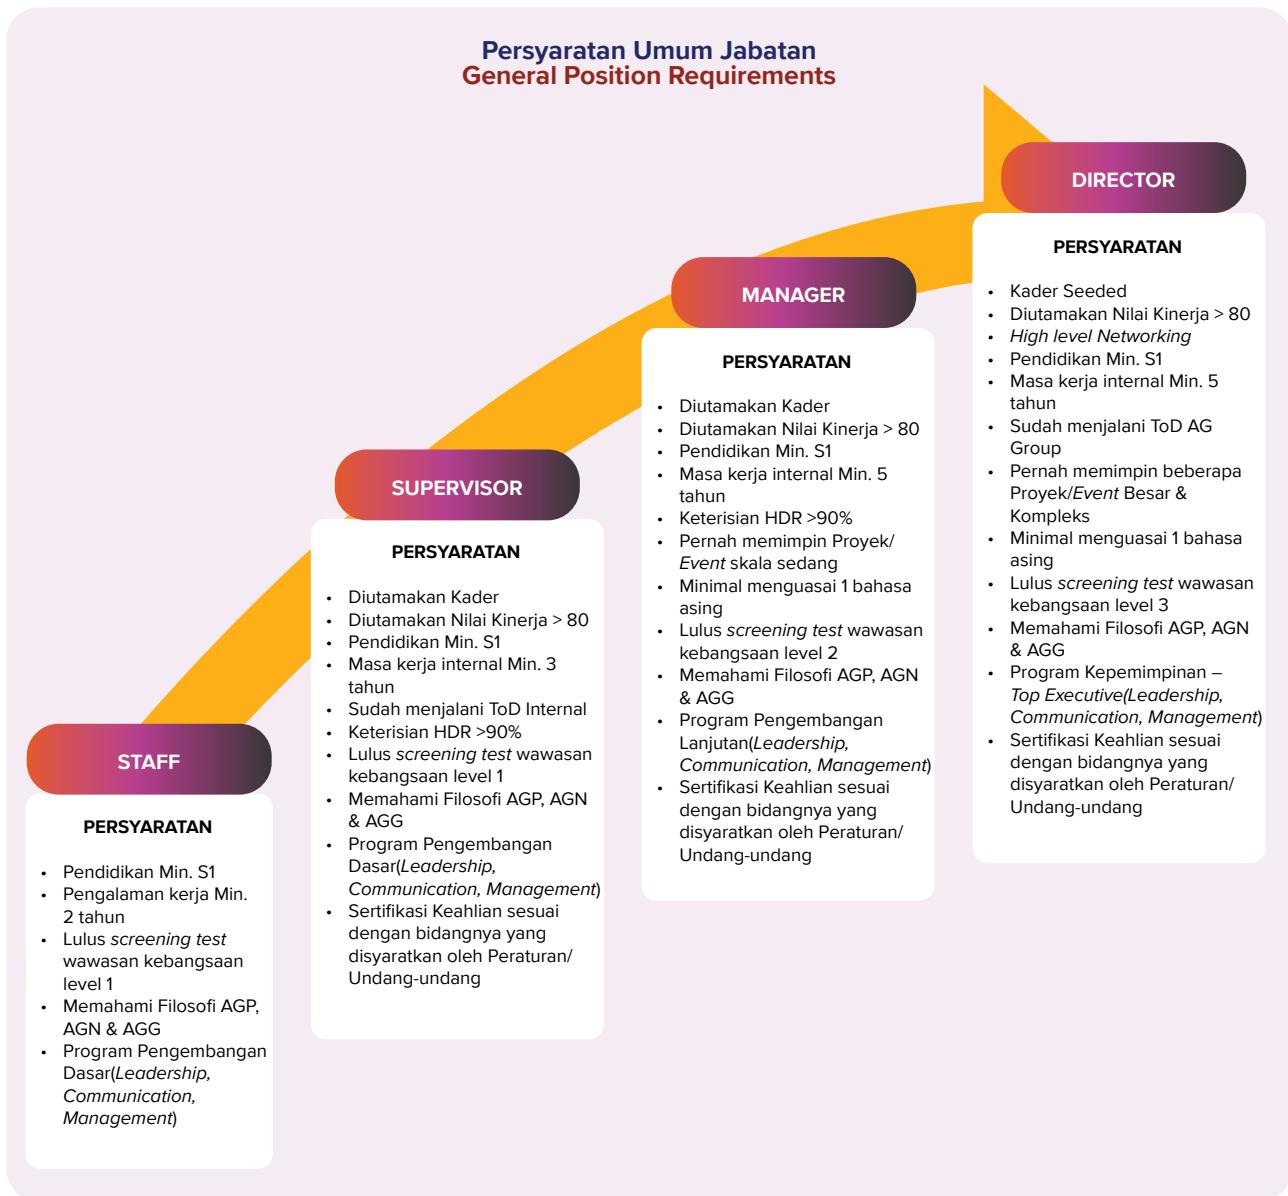 Persyaratan Umum Jabatan
General Position Requirements
STAFF
PERSYARATAN
• Pendidikan Min. S1
• Pengalaman kerja Min.
2 tahun
• Lulus screening test
wawasan kebangsaan
level 1
• Memahami Filosofi AGP,
AGN & AGG
• Program Pengembangan
Dasar(Leadership,
Communication,
Management)
SUPERVISOR
PERSYARATAN
• Diutamakan Kader
• Diutamakan Nilai Kinerja > 80
• Pendidikan Min. S1
• Masa kerja internal Min. 3
tahun
• Sudah menjalani ToD Internal
• Keterisian HDR >90%
• Lulus screening test wawasan
kebangsaan level 1
• Memahami Filosofi AGP, AGN
& AGG
• Program Pengembangan
Dasar(Leadership,
Communication, Management)
• Sertifikasi Keahlian sesuai
dengan bidangnya yang
disyaratkan oleh Peraturan/
Undang-undang
MANAGER
PERSYARATAN
• Diutamakan Kader
• Diutamakan Nilai Kinerja > 80
• Pendidikan Min. S1
• Masa kerja internal Min. 5
tahun
• Keterisian HDR >90%
• Pernah memimpin Proyek/
Event skala sedang
• Minimal menguasai 1 bahasa
asing
• Lulus screening test wawasan
kebangsaan level 2
• Memahami Filosofi AGP, AGN
& AGG
• Program Pengembangan
Lanjutan(Leadership,
Communication, Management)
• Sertifikasi Keahlian sesuai
dengan bidangnya yang
disyaratkan oleh Peraturan/
Undang-undang
DIRECTOR
PERSYARATAN
• Kader Seeded
• Diutamakan Nilai Kinerja > 80
• High level Networking
• Pendidikan Min. S1
• Masa kerja internal Min. 5
tahun
• Sudah menjalani ToD AG
Group
• Pernah memimpin beberapa
Proyek/Event Besar &
Kompleks
• Minimal menguasai 1 bahasa
asing
• Lulus screening test wawasan
kebangsaan level 3
• Memahami Filosofi AGP, AGN
& AGG
• Program Kepemimpinan –
Top Executive(Leadership,
Communication, Management)
• Sertifikasi Keahlian sesuai
dengan bidangnya yang
disyaratkan oleh Peraturan/
Undang-undang